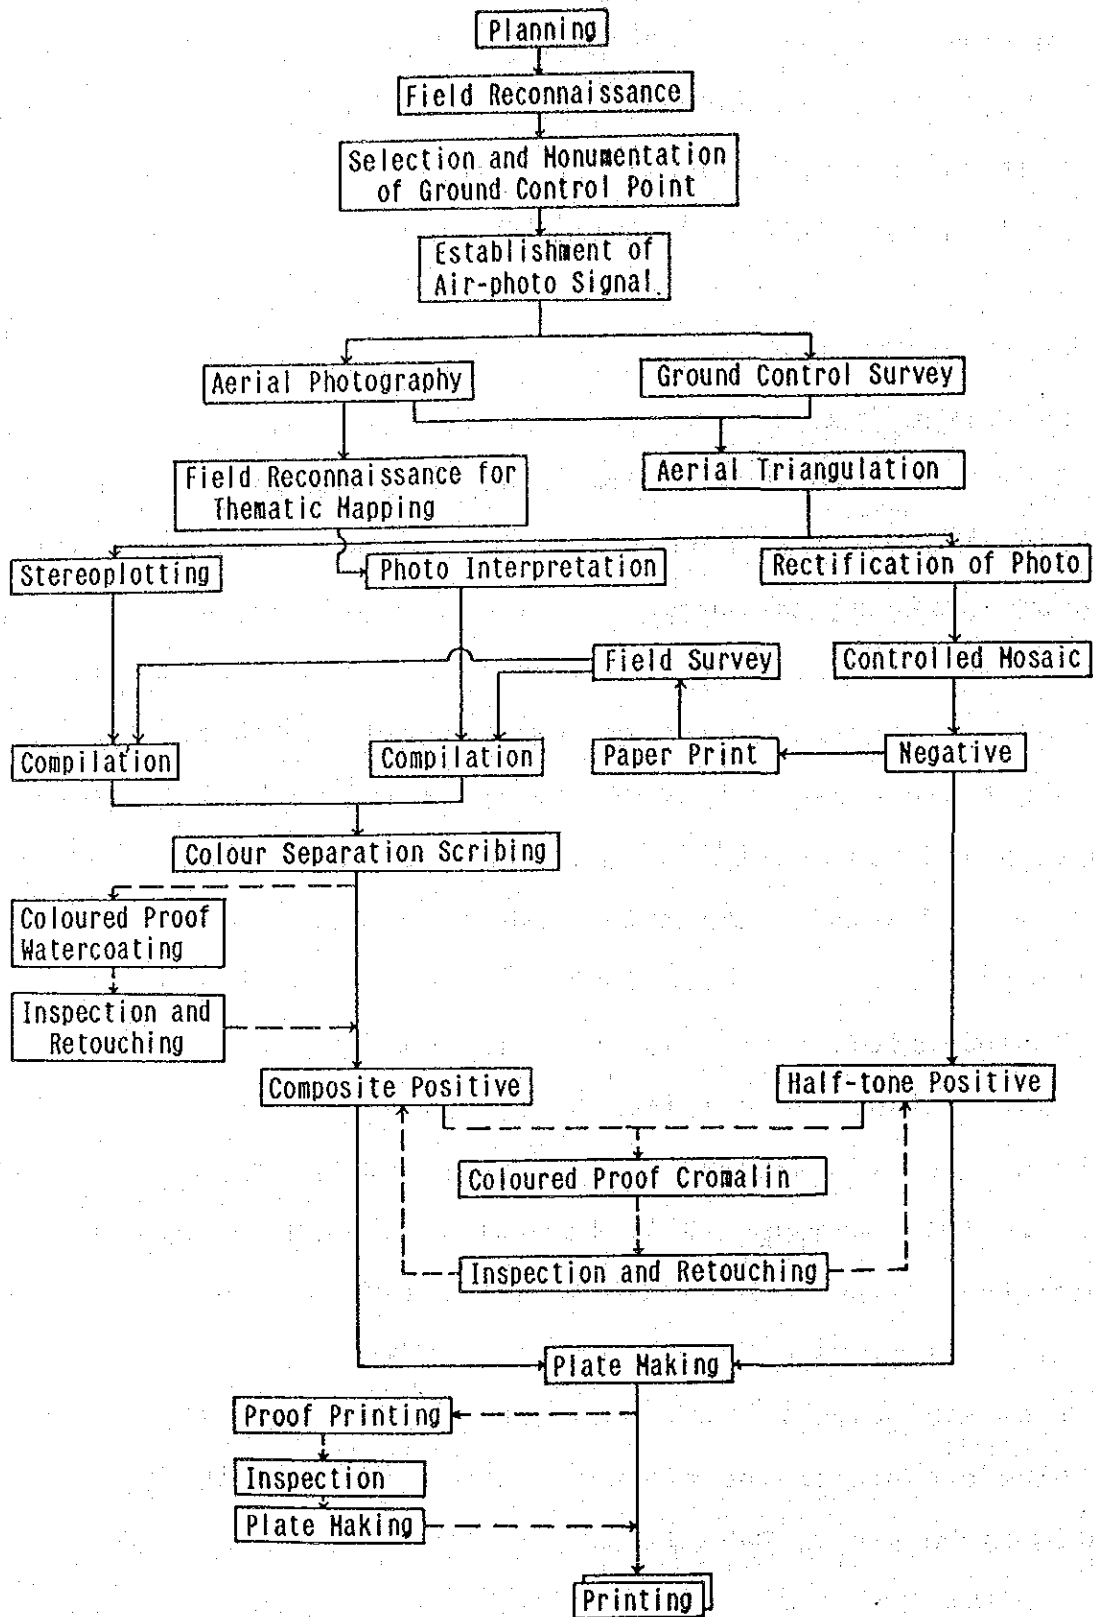 Planning
Field Reconnaissance
Selection and Monumentation
of Ground Control Point
Establishment of
Air-photo Signal.
Aerial Photography
Ground Control Survey
Field Reconnaissance for
Thematic Mapping
Aerial Triangulation
Stereoplotting
Photo Interpretation
Rectification of Photo
Field Survey
Controlled Mosaic
Compilation
Compilation
Paper Print
Negative
Colour Separation Scribing
Coloured Proof
Watercoating
Inspection and
Retouching
Composite Positive
Half-tone Positive
Coloured Proof Cromalin
Inspection and Retouching
Plate Making
Proof Printing
Inspection
Plate Making
Printing